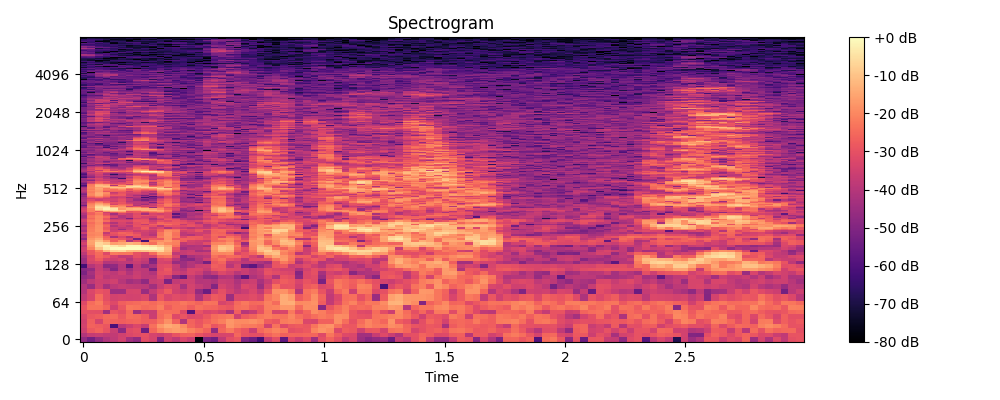 Spectrogram
Hz
4096
2048
1024
512
256
128
64
0
0
0.5
1
1.5
2
2.5
Time
+0 dB
-10 dB
-20 dB
-30 dB
-40 dB
-50 dB
-60 dB
-70 dB
-80 dB